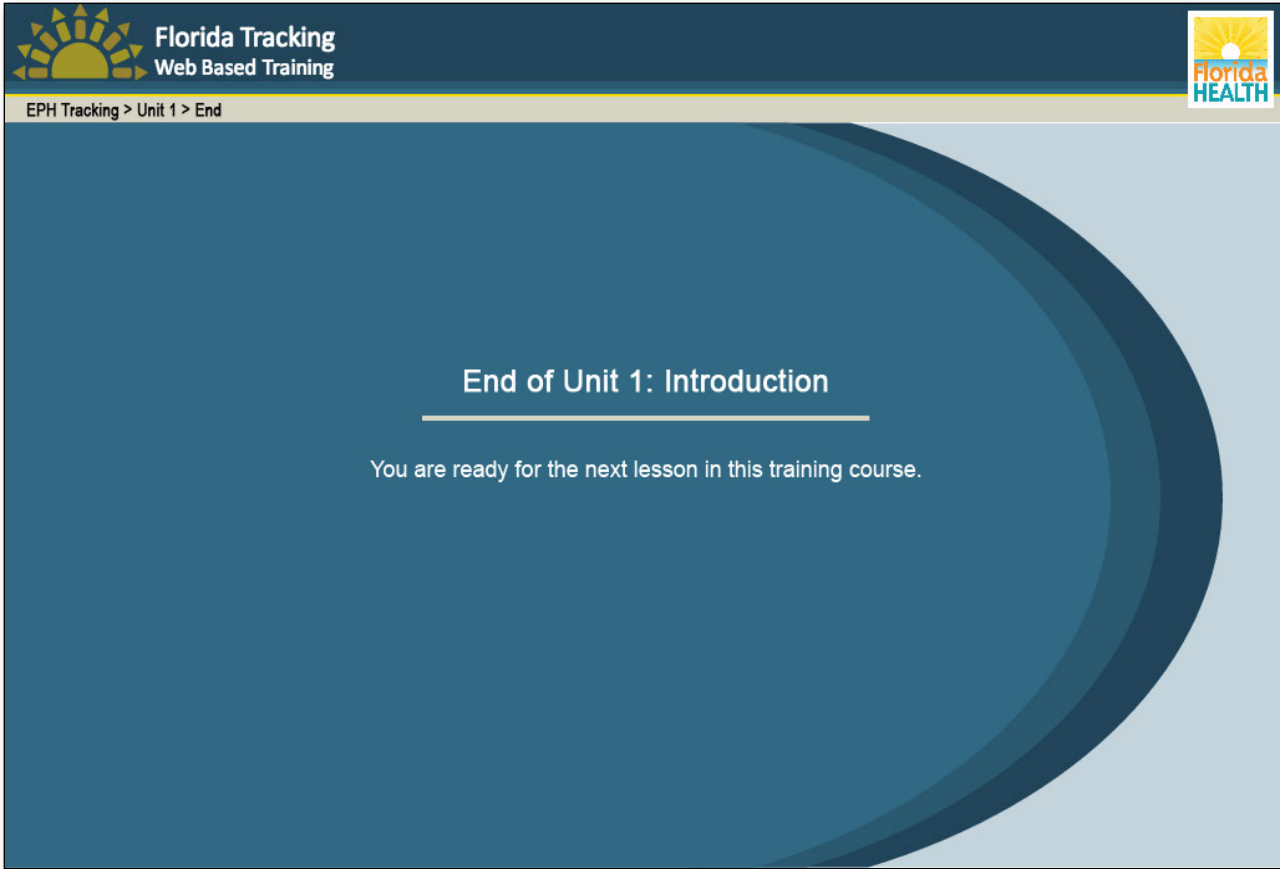 Florida Tracking
Web Based Training
Florida
HEALTH
EPH Tracking > Unit 1 > End
End of Unit 1: Introduction
You are ready for the next lesson in this training course.